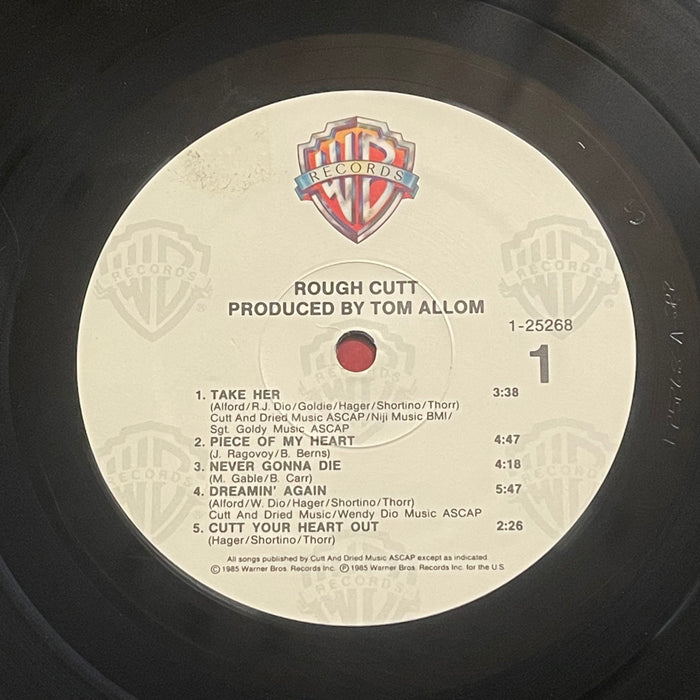 WB
RECORDS
ROUGH CUTT
PRODUCED BY TOM ALLOM
1-25268
1
1. TAKE HER 3:38
(Alford/R.J. Dio/Goldie/Hager/Shortino/Thorr)
Cutt And Dried Music ASCAP/Niji Music BMI/
Sgt. Goldy Music ASCAP
2. PIECE OF MY HEART 4:47
(J. Ragovoy/B. Berns)
3. NEVER GONNA DIE 4:18
(M. Gable/B. Carr)
4. DREAMIN' AGAIN 5:47
(Alford/W. Dio/Hager/Shortino/Thorr)
Cutt And Dried Music/Wendy Dio Music ASCAP
5. CUTT YOUR HEART OUT 2:26
(Hager/Shortino/Thorr)
All songs published by Cutt And Dried Music ASCAP except as indicated.
© 1985 Warner Bros. Records Inc. ℗ 1985 Warner Bros. Records Inc. for the U.S.